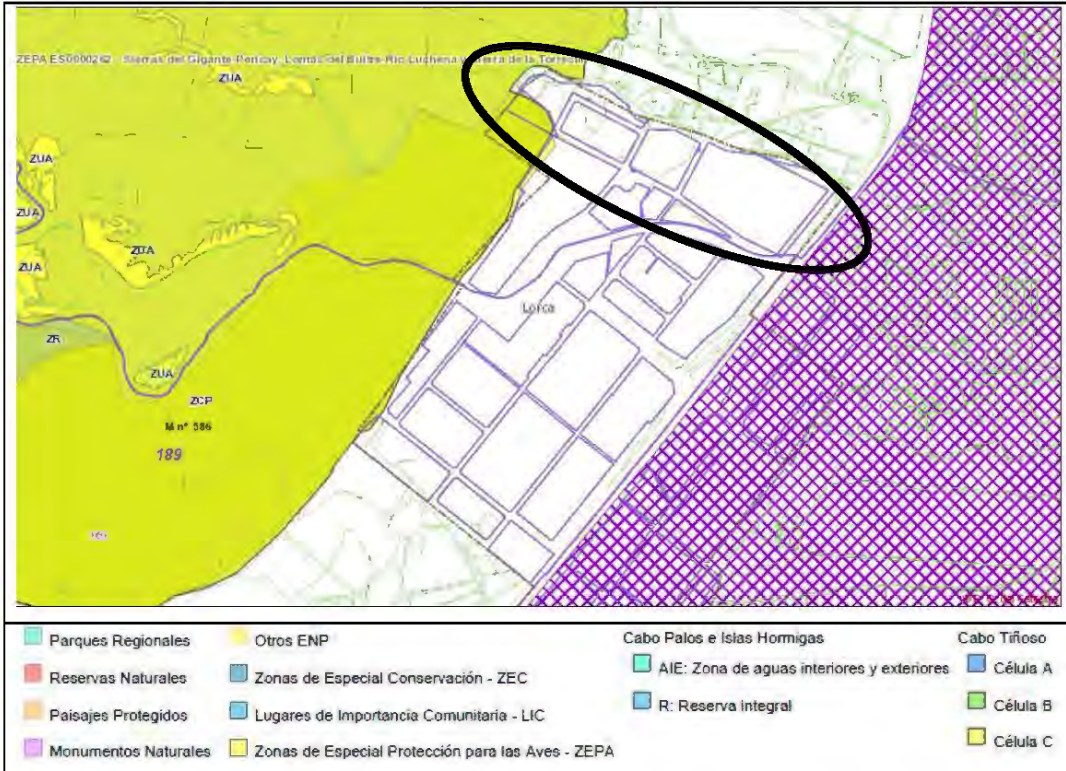 ZEPA ES0000262 - Sierras del Gigante-Pericay, Lomas del Buitre-Río Luchena y Sierra de la Torrecilla
ZUA
ZUA
ZUA
ZUA
ZUA
ZR
ZUA
ZCP
M nº 586
189
Lorca
Parques Regionales
Reservas Naturales
Paisajes Protegidos
Monumentos Naturales
Otros ENP
Zonas de Especial Conservación - ZEC
Lugares de Importancia Comunitaria - LIC
Zonas de Especial Protección para las Aves - ZEPA
Cabo Palos e Islas Hormigas
AIE: Zona de aguas interiores y exteriores
R: Reserva Integral
Cabo Tiñoso
Célula A
Célula B
Célula C